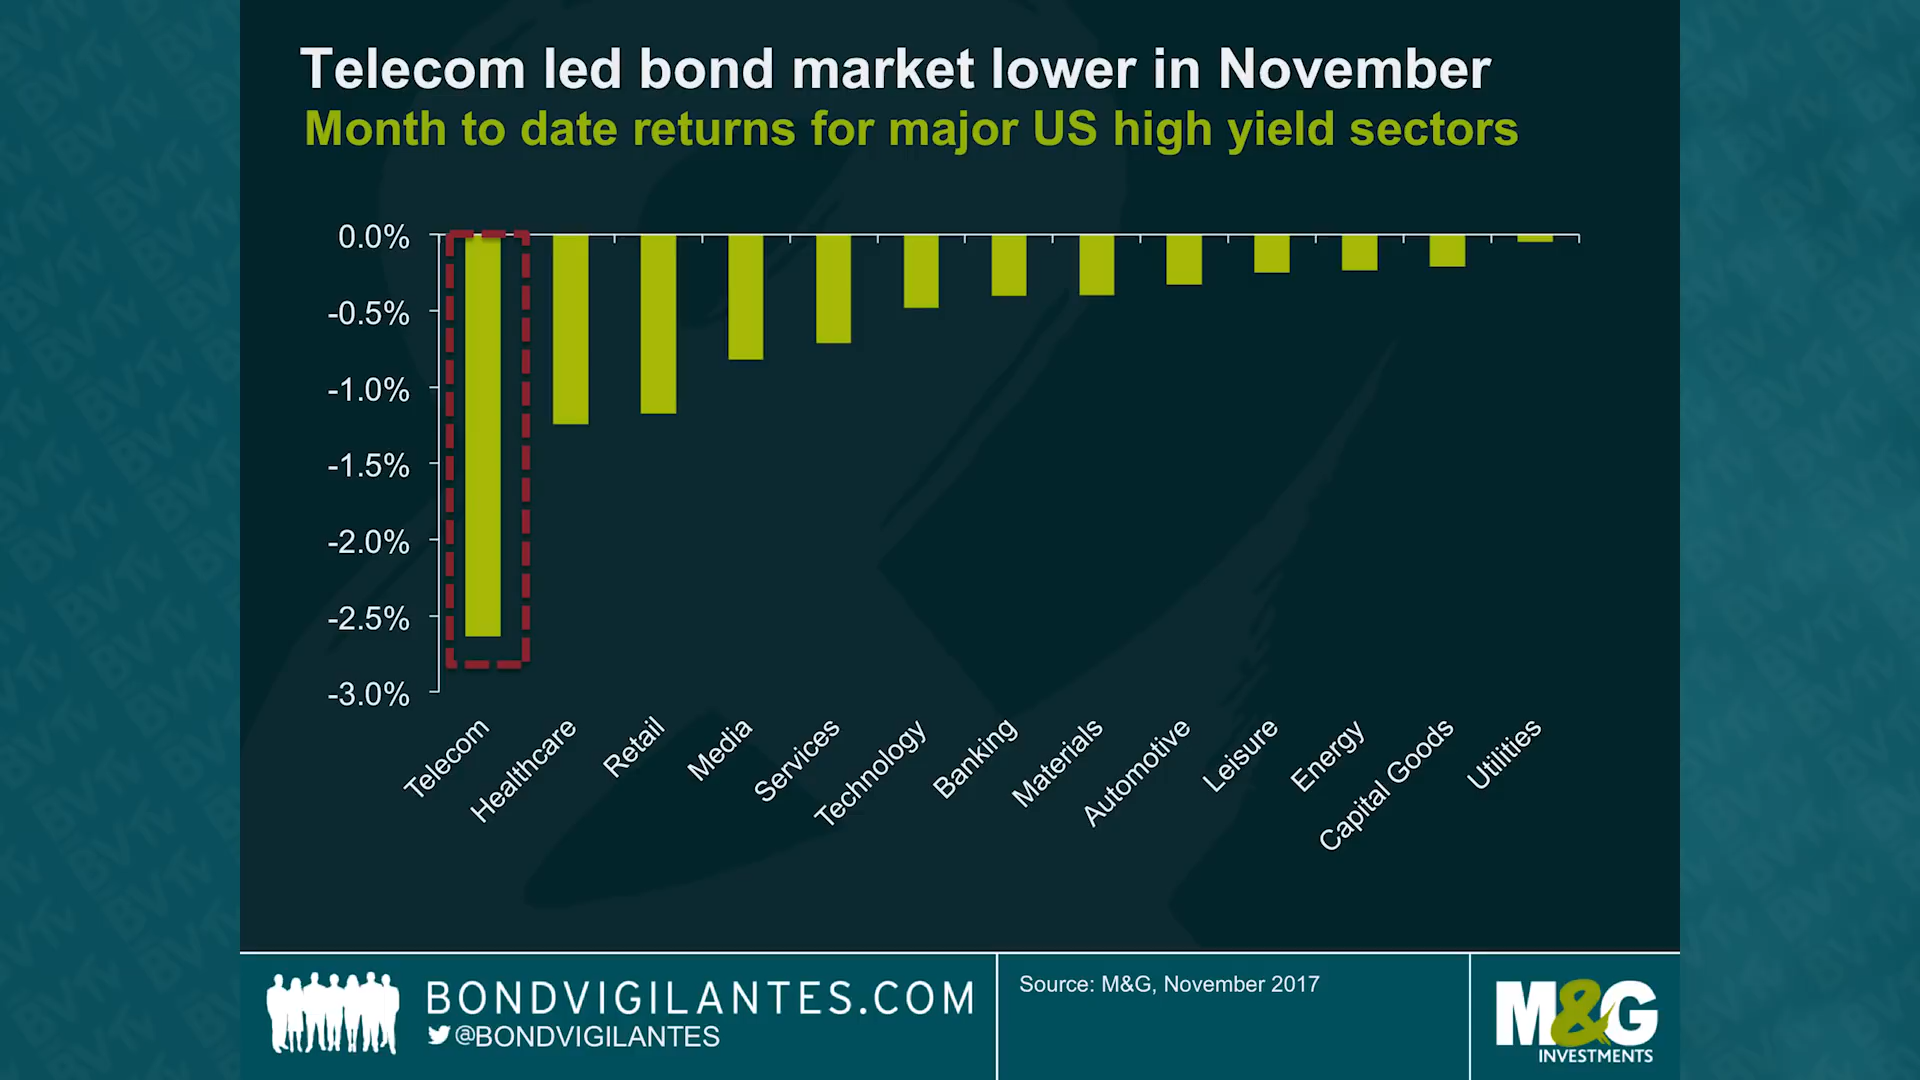 Telecom led bond market lower in November
Month to date returns for major US high yield sectors
0.0%
-0.5%
-1.0%
-1.5%
-2.0%
-2.5%
-3.0%
Telecom
Healthcare
Retail
Media
Services
Technology
Banking
Materials
Automotive
Leisure
Energy
Capital Goods
Utilities
BONDVIGILANTES.COM
@BONDVIGILANTES
Source: M&G, November 2017
M&G
INVESTMENTS